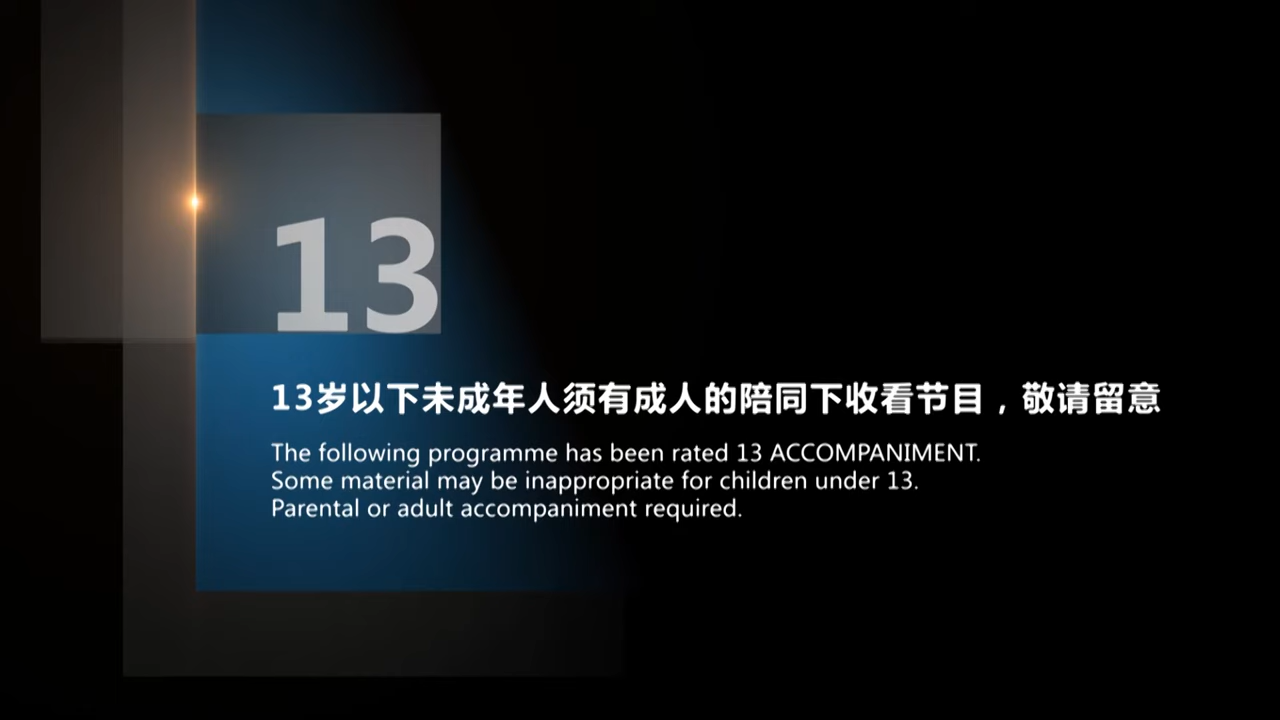 13
13岁以下未成年人须有成人的陪同下收看节目，敬请留意
The following programme has been rated 13 ACCOMPANIMENT.
Some material may be inappropriate for children under 13.
Parental or adult accompaniment required.